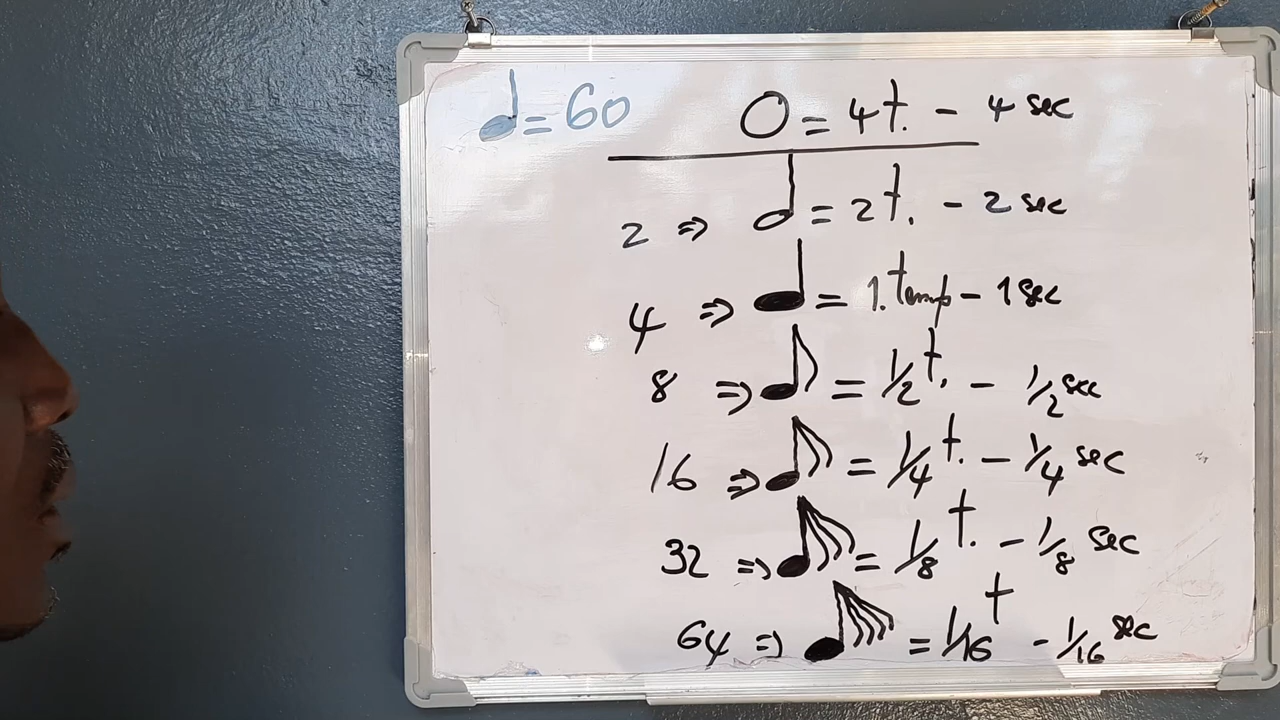 𝅘𝅥 = 60
𝅝 = 4t. - 4 sec
2 ⇒ 𝅗𝅥 = 2t. - 2 sec
4 ⇒ 𝅘𝅥 = 1. temp - 1 sec
8 ⇒ 𝅘𝅥𝅮 = 1/2 t. - 1/2 sec
16 ⇒ 𝅘𝅥𝅯 = 1/4 t. - 1/4 sec
32 ⇒ 𝅘𝅥𝅰 = 1/8 t. - 1/8 sec
64 ⇒ 𝅘𝅥𝅱 = 1/16 t - 1/16 sec